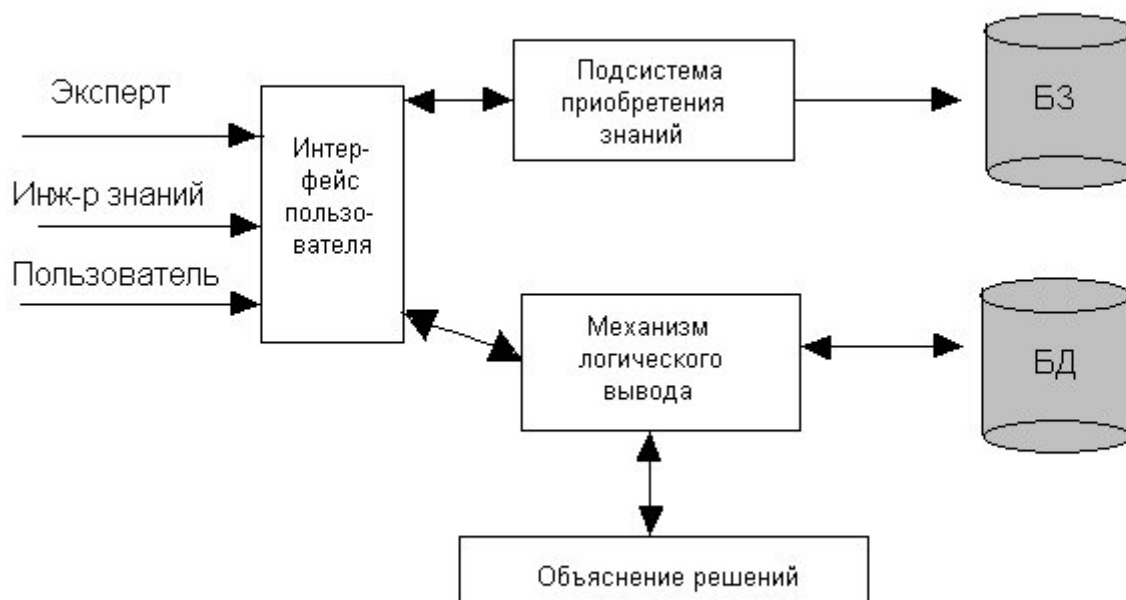 Эксперт
Инж-р знаний
Пользователь
Интер-
фейс
пользо-
вателя
Подсистема
приобретения
знаний
БЗ
Механизм
логического
вывода
БД
Объяснение решений